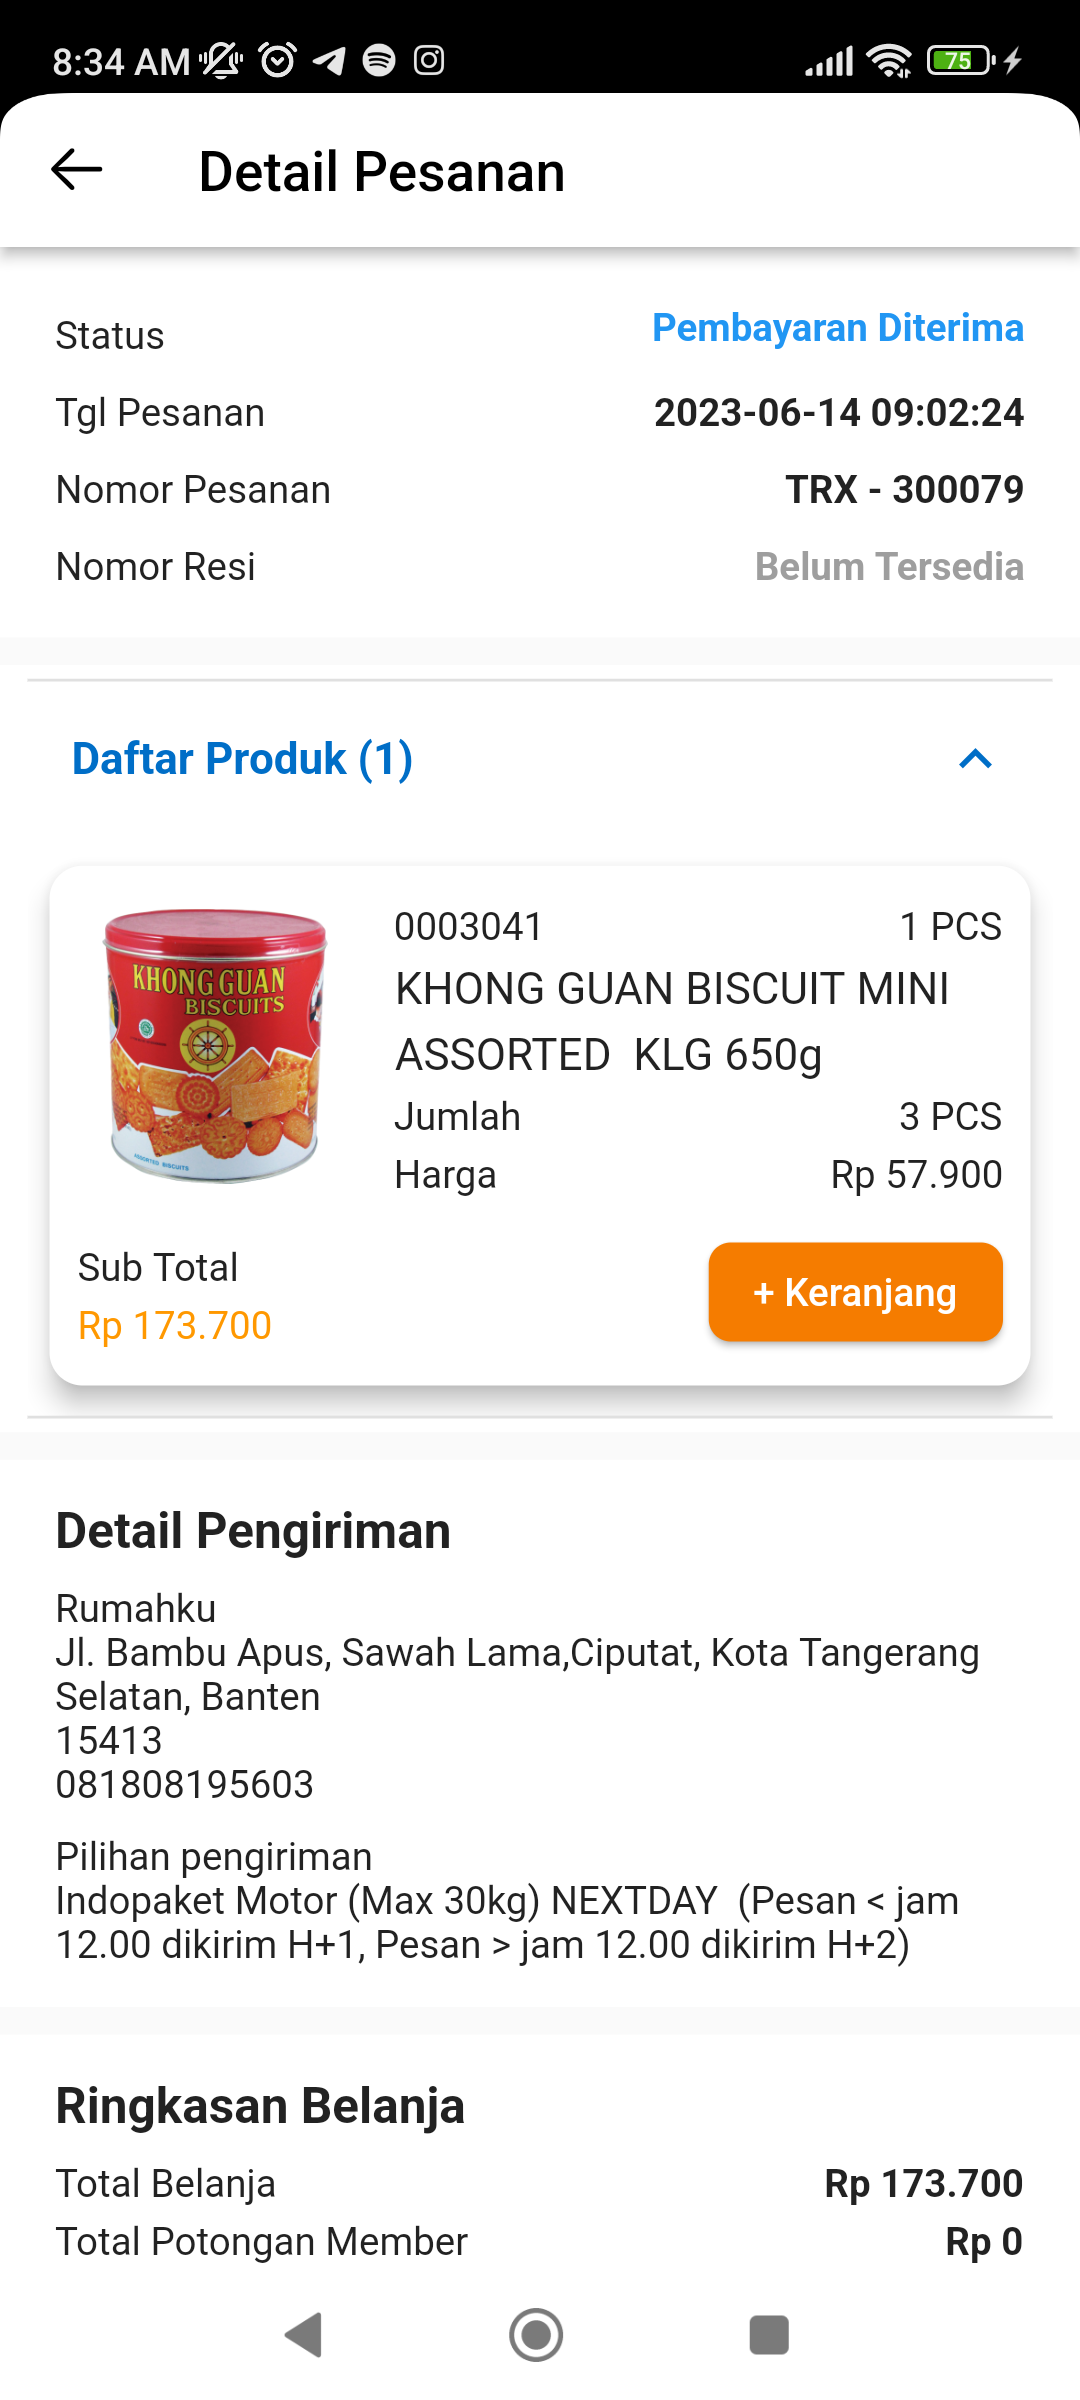 8:34 AM
75
Detail Pesanan
Status Pembayaran Diterima
Tgl Pesanan 2023-06-14 09:02:24
Nomor Pesanan TRX - 300079
Nomor Resi Belum Tersedia
Daftar Produk (1)
KHONG GUAN
BISCUITS
ASSORTED BISCUITS
0003041 1 PCS
KHONG GUAN BISCUIT MINI
ASSORTED  KLG 650g
Jumlah 3 PCS
Harga Rp 57.900
Sub Total
Rp 173.700
+ Keranjang
Detail Pengiriman
Rumahku
Jl. Bambu Apus, Sawah Lama,Ciputat, Kota Tangerang
Selatan, Banten
15413
081808195603
Pilihan pengiriman
Indopaket Motor (Max 30kg) NEXTDAY  (Pesan < jam
12.00 dikirim H+1, Pesan > jam 12.00 dikirim H+2)
Ringkasan Belanja
Total Belanja Rp 173.700
Total Potongan Member Rp 0